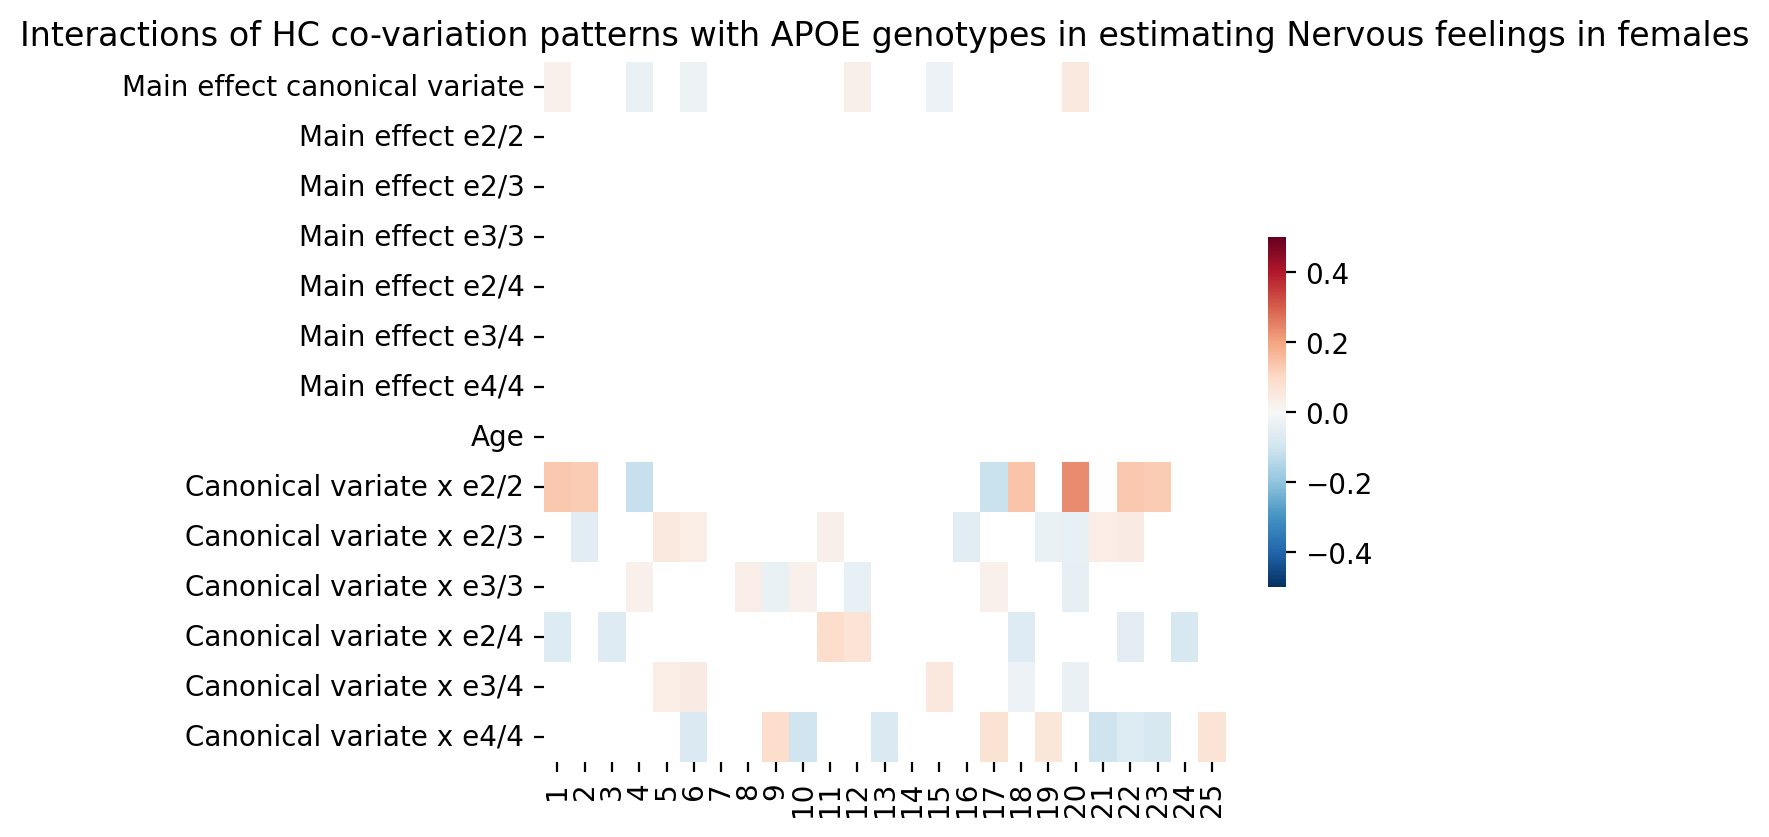 Interactions of HC co-variation patterns with APOE genotypes in estimating Nervous feelings in females
Main effect canonical variate
Main effect e2/2
Main effect e2/3
Main effect e3/3
Main effect e2/4
Main effect e3/4
Main effect e4/4
Age
Canonical variate x e2/2
Canonical variate x e2/3
Canonical variate x e3/3
Canonical variate x e2/4
Canonical variate x e3/4
Canonical variate x e4/4
1 2 3 4 5 6 7 8 9 10 11 12 13 14 15 16 17 18 19 20 21 22 23 24 25
0.4
0.2
0.0
−0.2
−0.4